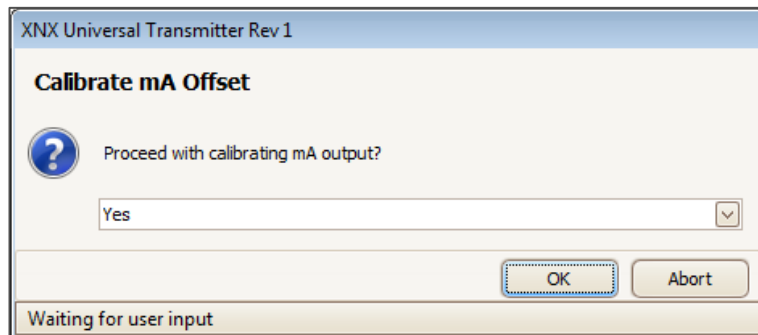 XNX Universal Transmitter Rev 1
Calibrate mA Offset
Proceed with calibrating mA output?
Yes
OK
Abort
Waiting for user input